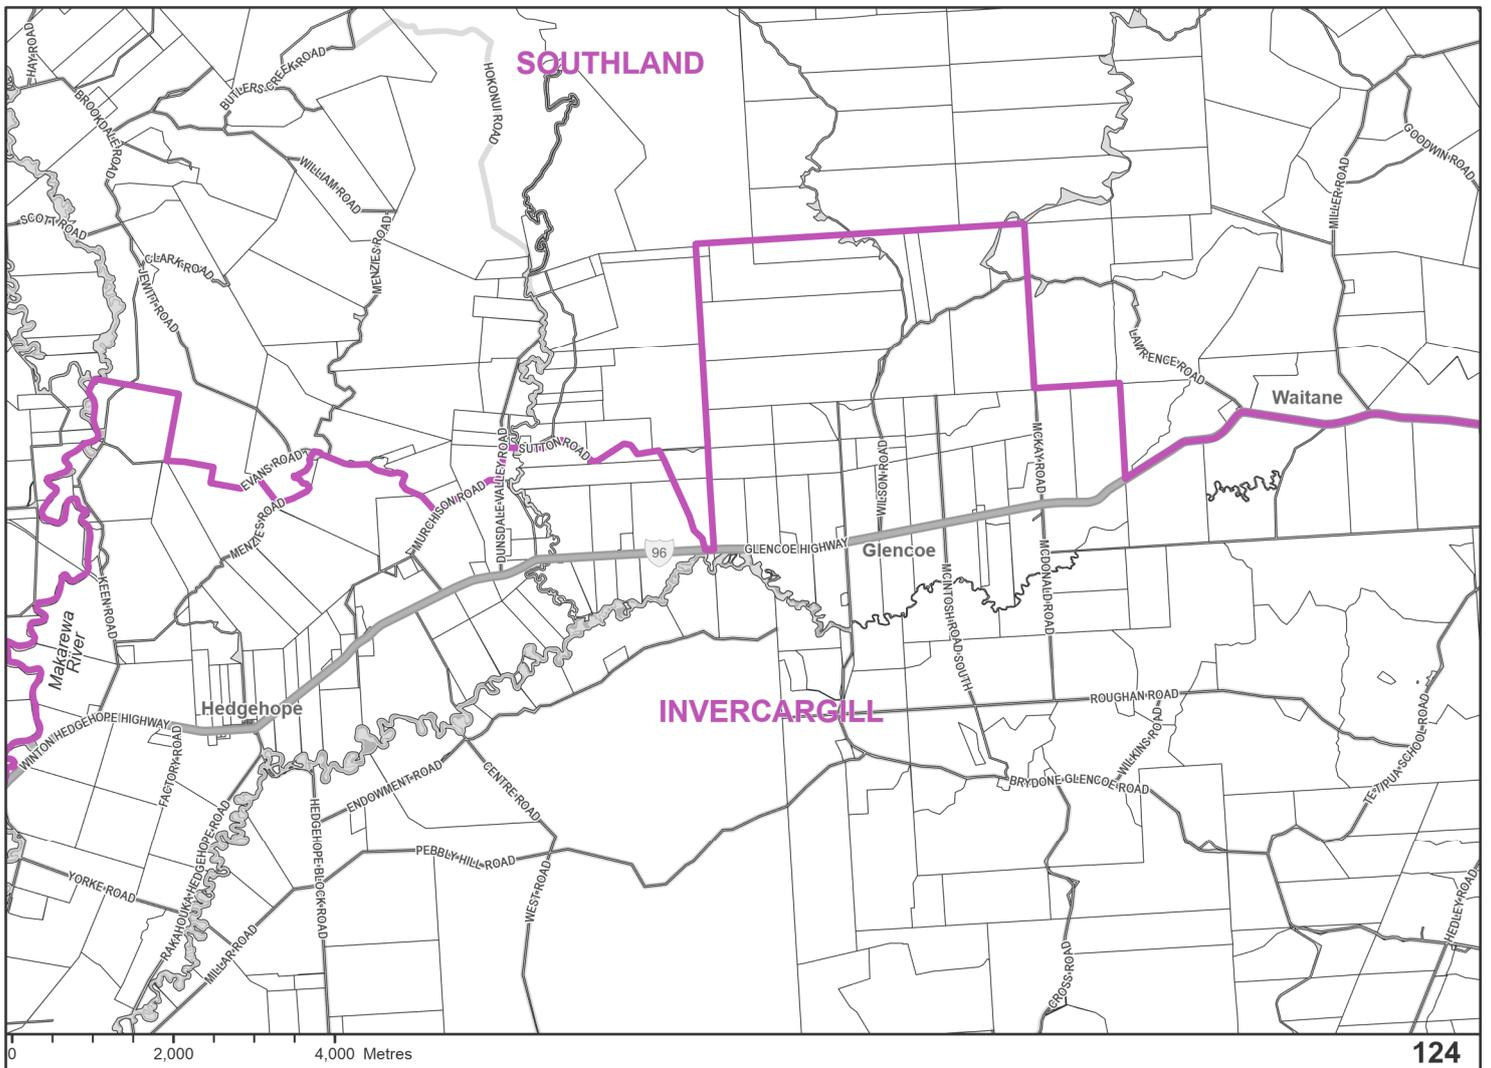 SOUTHLAND
HAY ROAD
BUTLERS CREEK ROAD
HOKONUI ROAD
BROOKDALE ROAD
GOODWIN ROAD
WILLIAM ROAD
MILLER ROAD
SCOTT ROAD
MENZIES ROAD
CLARK ROAD
JEWITT ROAD
LAWRENCE ROAD
Waitane
SUTTON ROAD
EVANS ROAD
MCKAY ROAD
WILSON ROAD
DUNSDALE VALLEY ROAD
MURCHISON ROAD
MENZIES ROAD
96
GLENCOE HIGHWAY
Glencoe
KEEN ROAD
MCDONALD ROAD
MCINTOSH ROAD SOUTH
Makarewa
River
Hedgehope
INVERCARGILL
ROUGHAN ROAD
WINTON HEDGEHOPE HIGHWAY
FACTORY ROAD
WILKINS ROAD
TE TIPUA SCHOOL ROAD
BRYDONE GLENCOE ROAD
ENDOWMENT ROAD
CENTRE ROAD
HEDGEHOPE BLOCK ROAD
RAKAHOUKA HEDGEHOPE ROAD
PEBBLY HILL ROAD
YORKE ROAD
WEST ROAD
HEDLEY ROAD
MILLAR ROAD
CROSS ROAD
0 2,000 4,000 Metres
124